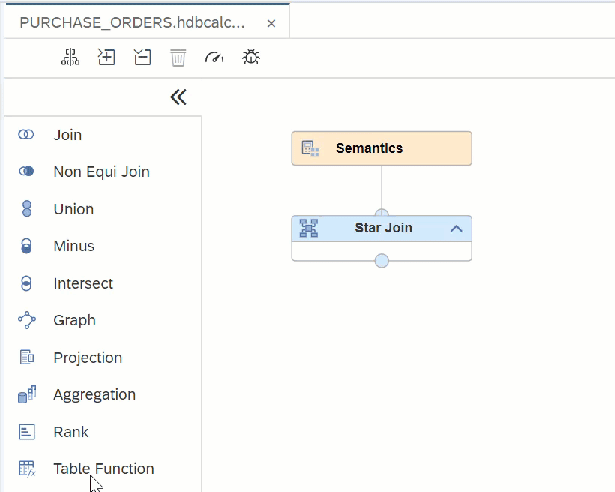 PURCHASE_ORDERS.hdbcalc...
Semantics
Star Join
Join
Non Equi Join
Union
Minus
Intersect
Graph
Projection
Aggregation
Rank
Table Function